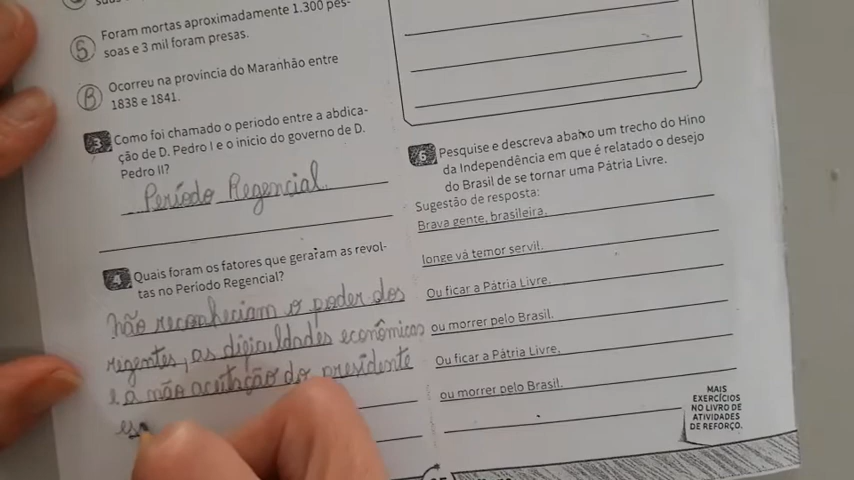 S
Foram mortas aproximadamente 1.300 pes-
soas e 3 mil foram presas.
B
Ocorreu na província do Maranhão entre
1838 e 1841.
3 Como foi chamado o período entre a abdica-
ção de D. Pedro I e o início do governo de D.
Pedro II?
Período Regencial.
4 Quais foram os fatores que geraram as revol-
tas no Período Regencial?
Não reconheciam o poder dos
regentes, as dificuldades econômicas
e a não aceitação do presidente
Pesquise e descreva abaixo um trecho do Hino
da Independência em que é relatado o desejo
do Brasil de se tornar uma Pátria Livre.
Sugestão de resposta:
Brava gente, brasileira,
longe vá temor servil.
Ou ficar a Pátria Livre,
ou morrer pelo Brasil.
Ou ficar a Pátria Livre,
ou morrer pelo Brasil.
MAIS
EXERCÍCIOS
NO LIVRO DE
ATIVIDADES
DE REFORÇO.